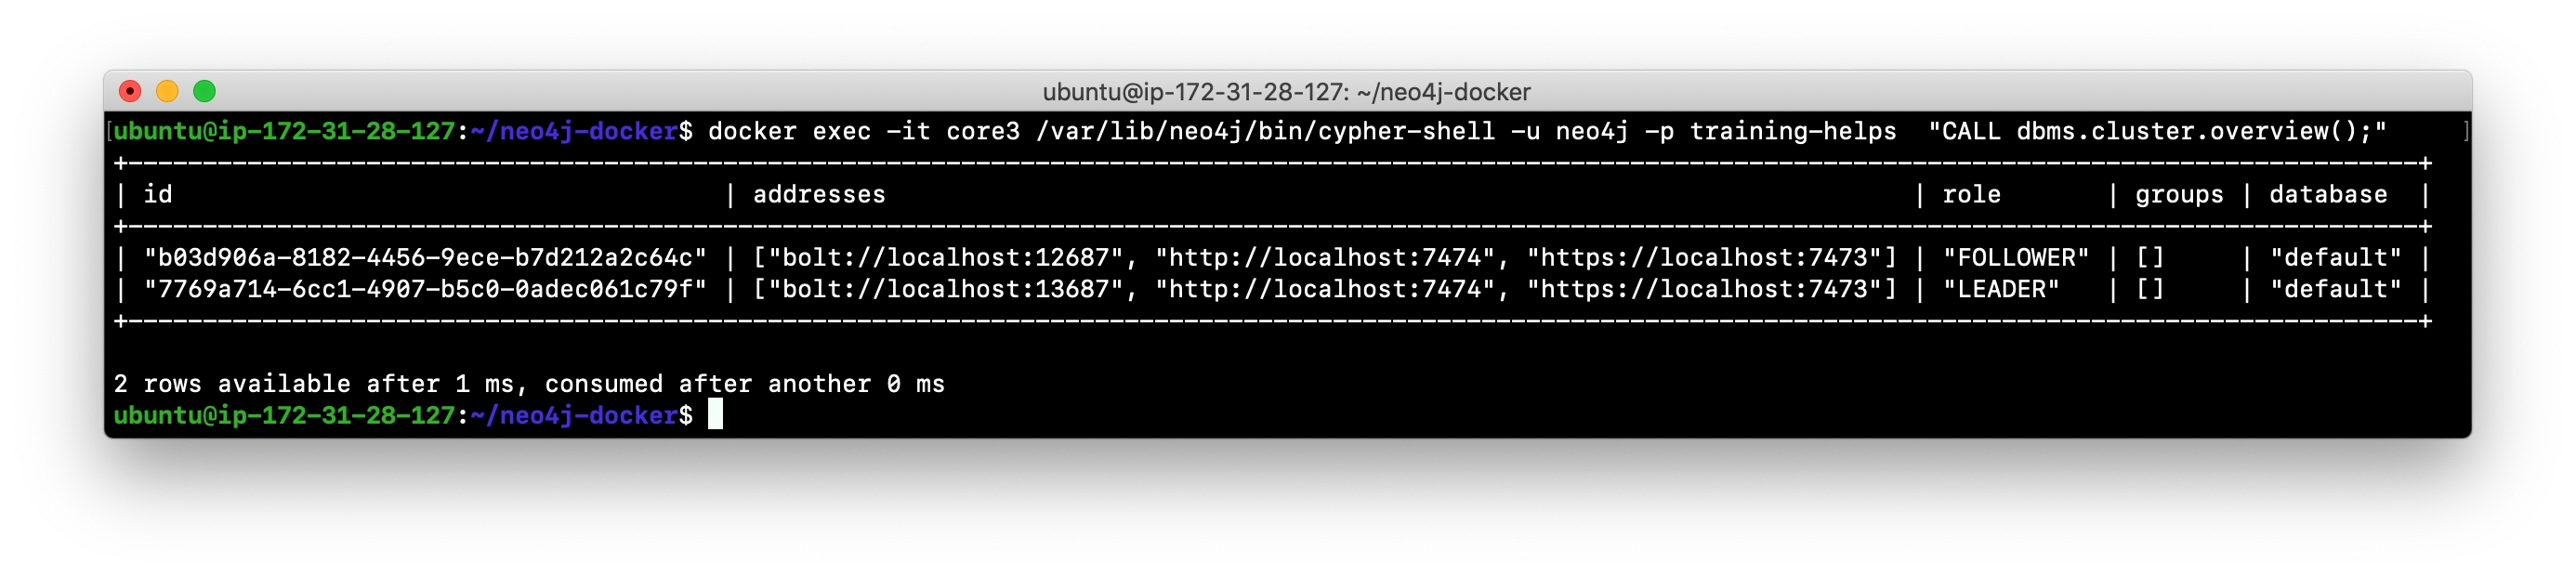 ubuntu@ip-172-31-28-127: ~/neo4j-docker
[ubuntu@ip-172-31-28-127:~/neo4j-docker$ docker exec -it core3 /var/lib/neo4j/bin/cypher-shell -u neo4j -p training-helps  "CALL dbms.cluster.overview();" ]
| id | addresses | role | groups | database |
| "b03d906a-8182-4456-9ece-b7d212a2c64c" | ["bolt://localhost:12687", "http://localhost:7474", "https://localhost:7473"] | "FOLLOWER" | [] | "default" |
| "7769a714-6cc1-4907-b5c0-0adec061c79f" | ["bolt://localhost:13687", "http://localhost:7474", "https://localhost:7473"] | "LEADER" | [] | "default" |
2 rows available after 1 ms, consumed after another 0 ms
ubuntu@ip-172-31-28-127:~/neo4j-docker$